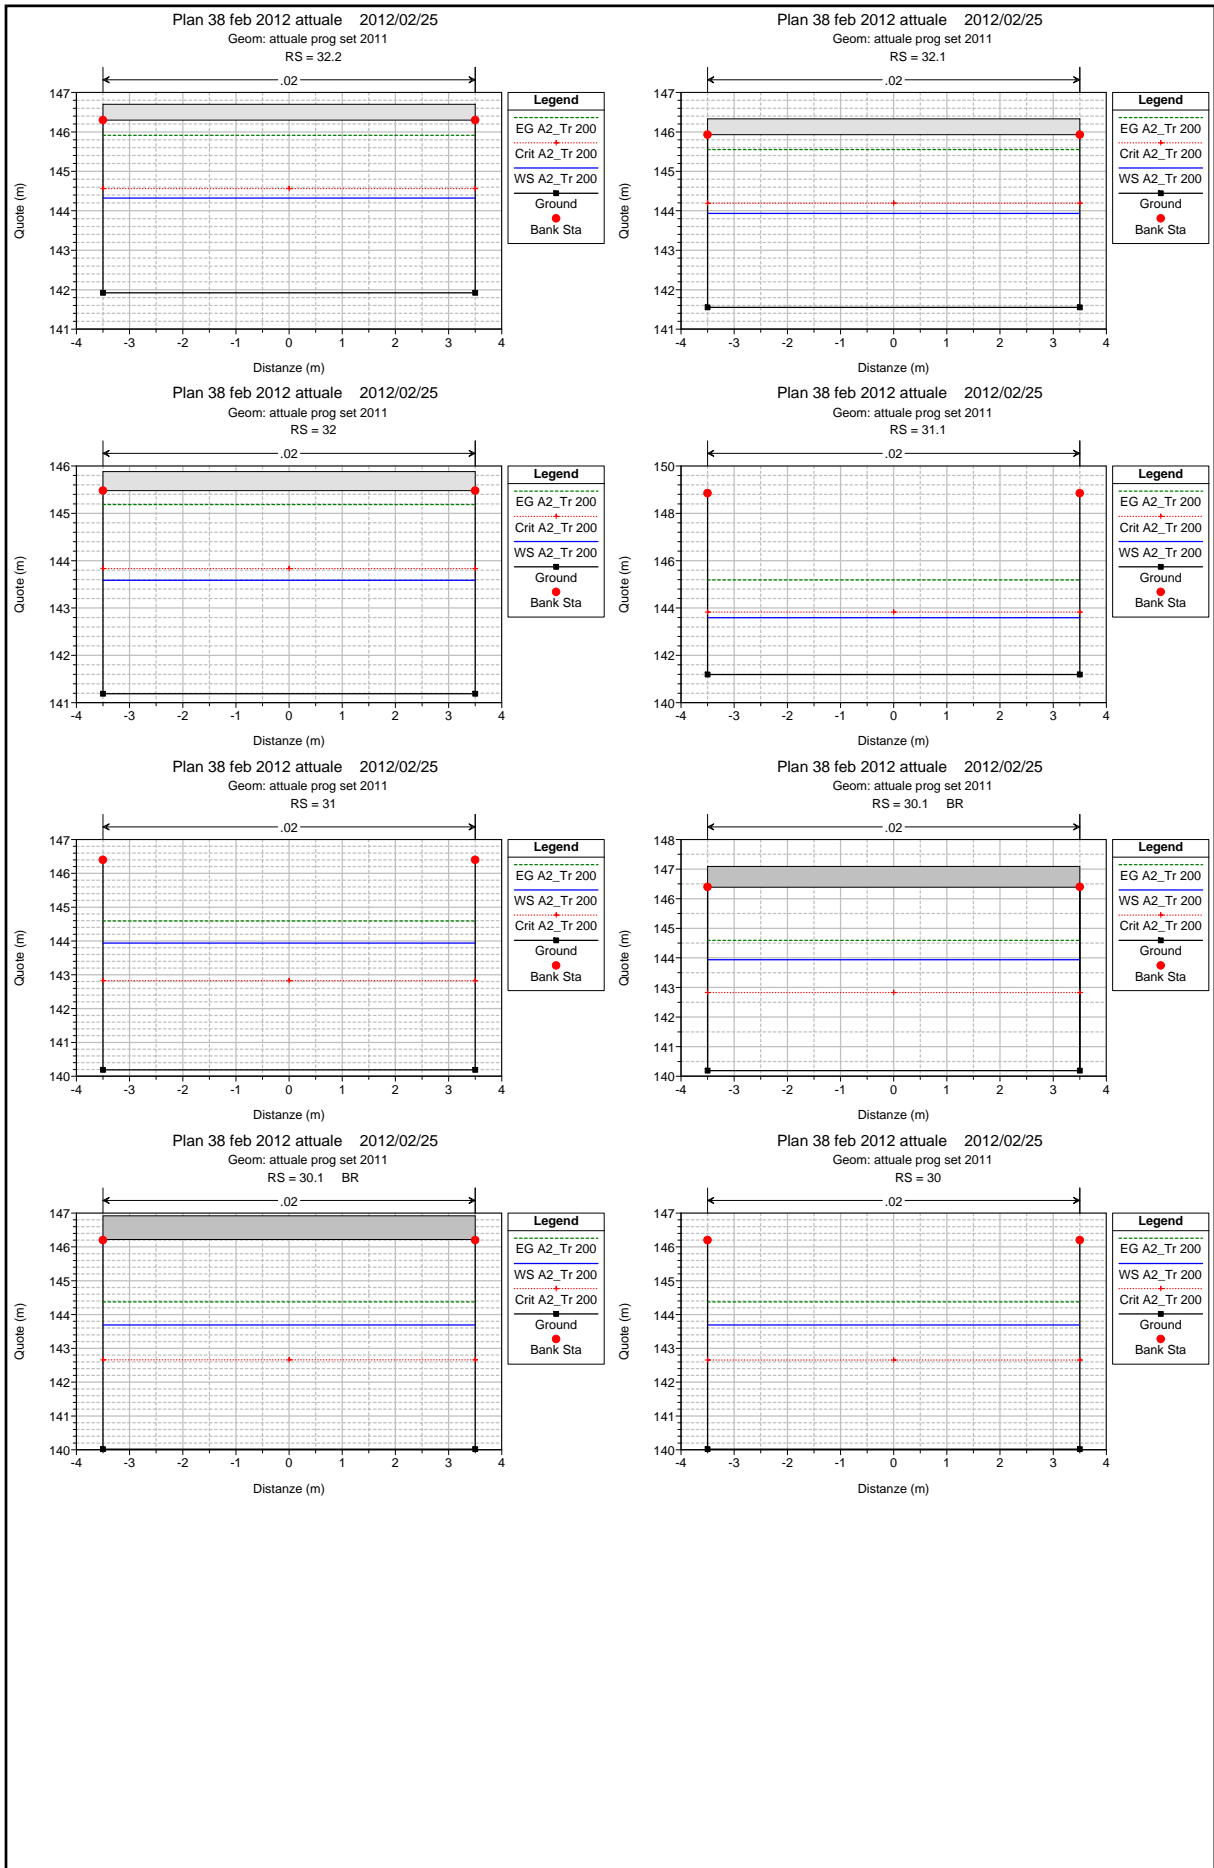 Plan 38 feb 2012 attuale 2012/02/25
Geom: attuale prog set 2011
RS = 32.2
.02
147
146
145
144
143
142
141
Quote (m)
-4 -3 -2 -1 0 1 2 3 4
Distanze (m)
Legend
EG A2_Tr 200
Crit A2_Tr 200
WS A2_Tr 200
Ground
Bank Sta
Plan 38 feb 2012 attuale 2012/02/25
Geom: attuale prog set 2011
RS = 32.1
.02
147
146
145
144
143
142
141
Quote (m)
-4 -3 -2 -1 0 1 2 3 4
Distanze (m)
Legend
EG A2_Tr 200
Crit A2_Tr 200
WS A2_Tr 200
Ground
Bank Sta
Plan 38 feb 2012 attuale 2012/02/25
Geom: attuale prog set 2011
RS = 32
.02
146
145
144
143
142
141
Quote (m)
-4 -3 -2 -1 0 1 2 3 4
Distanze (m)
Legend
EG A2_Tr 200
Crit A2_Tr 200
WS A2_Tr 200
Ground
Bank Sta
Plan 38 feb 2012 attuale 2012/02/25
Geom: attuale prog set 2011
RS = 31.1
.02
150
148
146
144
142
140
Quote (m)
-4 -3 -2 -1 0 1 2 3 4
Distanze (m)
Legend
EG A2_Tr 200
Crit A2_Tr 200
WS A2_Tr 200
Ground
Bank Sta
Plan 38 feb 2012 attuale 2012/02/25
Geom: attuale prog set 2011
RS = 31
.02
147
146
145
144
143
142
141
140
Quote (m)
-4 -3 -2 -1 0 1 2 3 4
Distanze (m)
Legend
EG A2_Tr 200
WS A2_Tr 200
Crit A2_Tr 200
Ground
Bank Sta
Plan 38 feb 2012 attuale 2012/02/25
Geom: attuale prog set 2011
RS = 30.1 BR
.02
148
147
146
145
144
143
142
141
140
Quote (m)
-4 -3 -2 -1 0 1 2 3 4
Distanze (m)
Legend
EG A2_Tr 200
WS A2_Tr 200
Crit A2_Tr 200
Ground
Bank Sta
Plan 38 feb 2012 attuale 2012/02/25
Geom: attuale prog set 2011
RS = 30.1 BR
.02
147
146
145
144
143
142
141
140
Quote (m)
-4 -3 -2 -1 0 1 2 3 4
Distanze (m)
Legend
EG A2_Tr 200
WS A2_Tr 200
Crit A2_Tr 200
Ground
Bank Sta
Plan 38 feb 2012 attuale 2012/02/25
Geom: attuale prog set 2011
RS = 30
.02
147
146
145
144
143
142
141
140
Quote (m)
-4 -3 -2 -1 0 1 2 3 4
Distanze (m)
Legend
EG A2_Tr 200
WS A2_Tr 200
Crit A2_Tr 200
Ground
Bank Sta